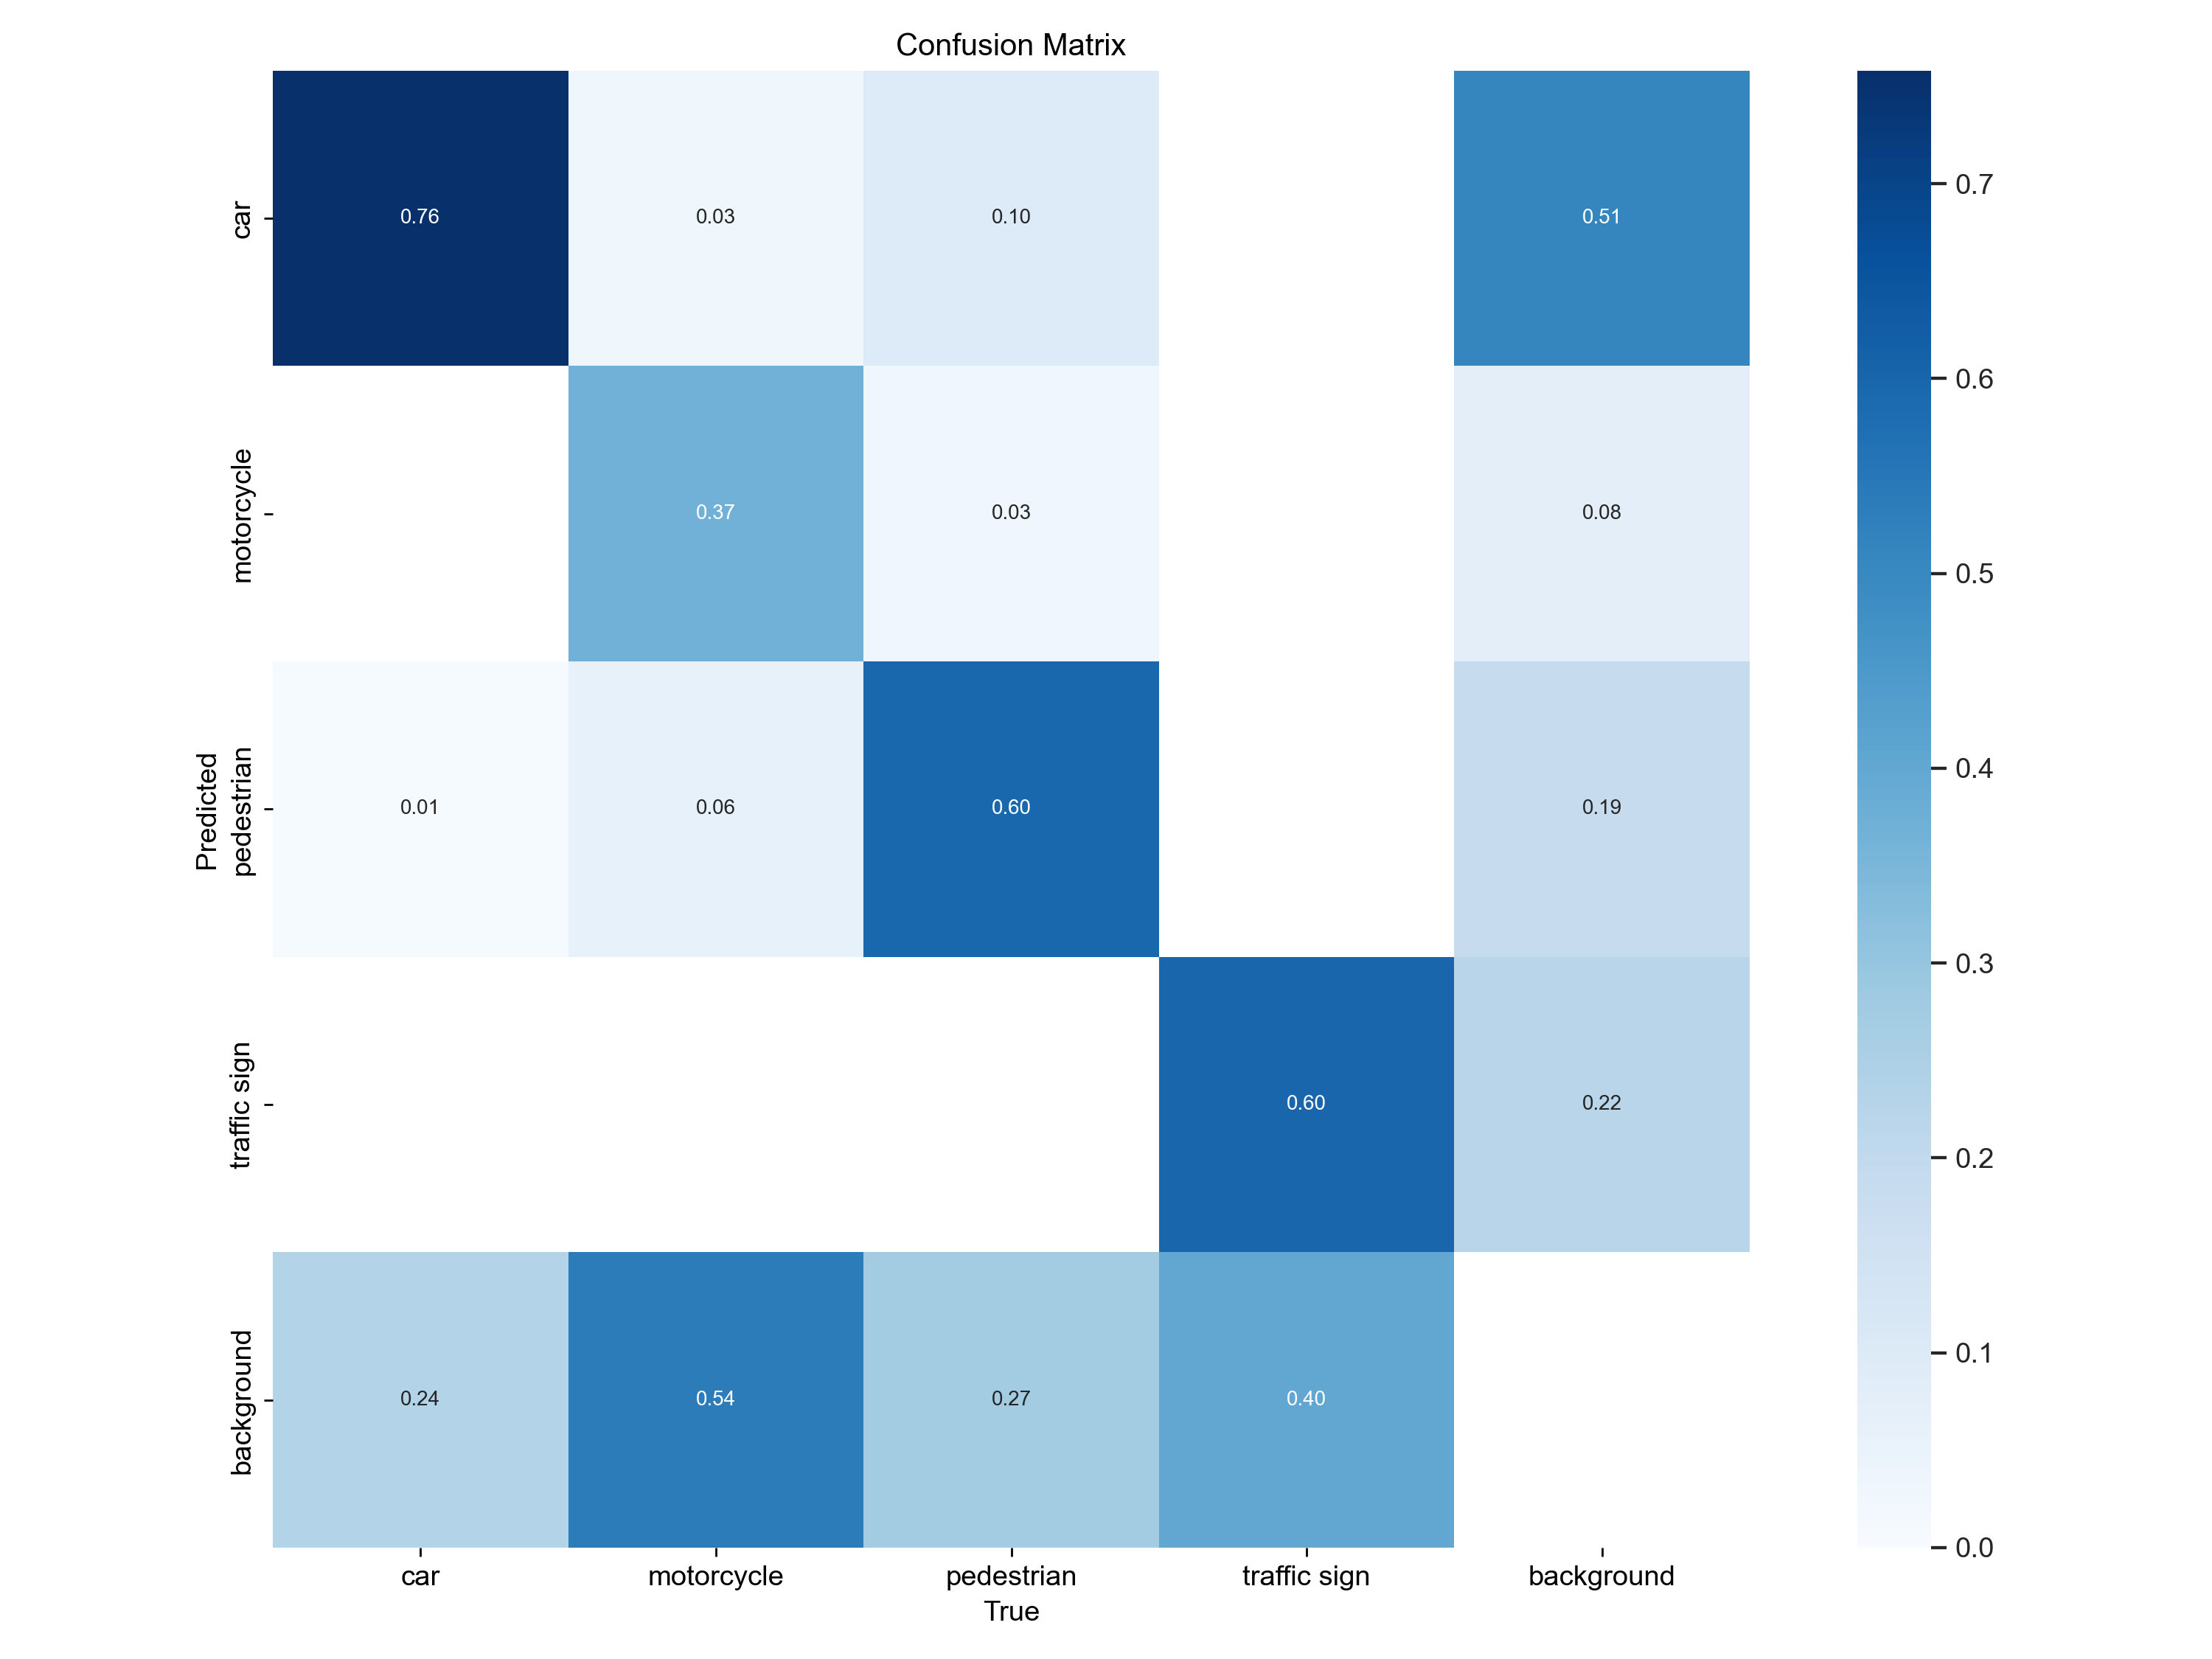 Confusion Matrix
car
0.76
0.03
0.10
0.51
motorcycle
0.37
0.03
0.08
Predicted
pedestrian
0.01
0.06
0.60
0.19
traffic sign
0.60
0.22
background
0.24
0.54
0.27
0.40
car
motorcycle
pedestrian
traffic sign
background
True
0.7
0.6
0.5
0.4
0.3
0.2
0.1
0.0